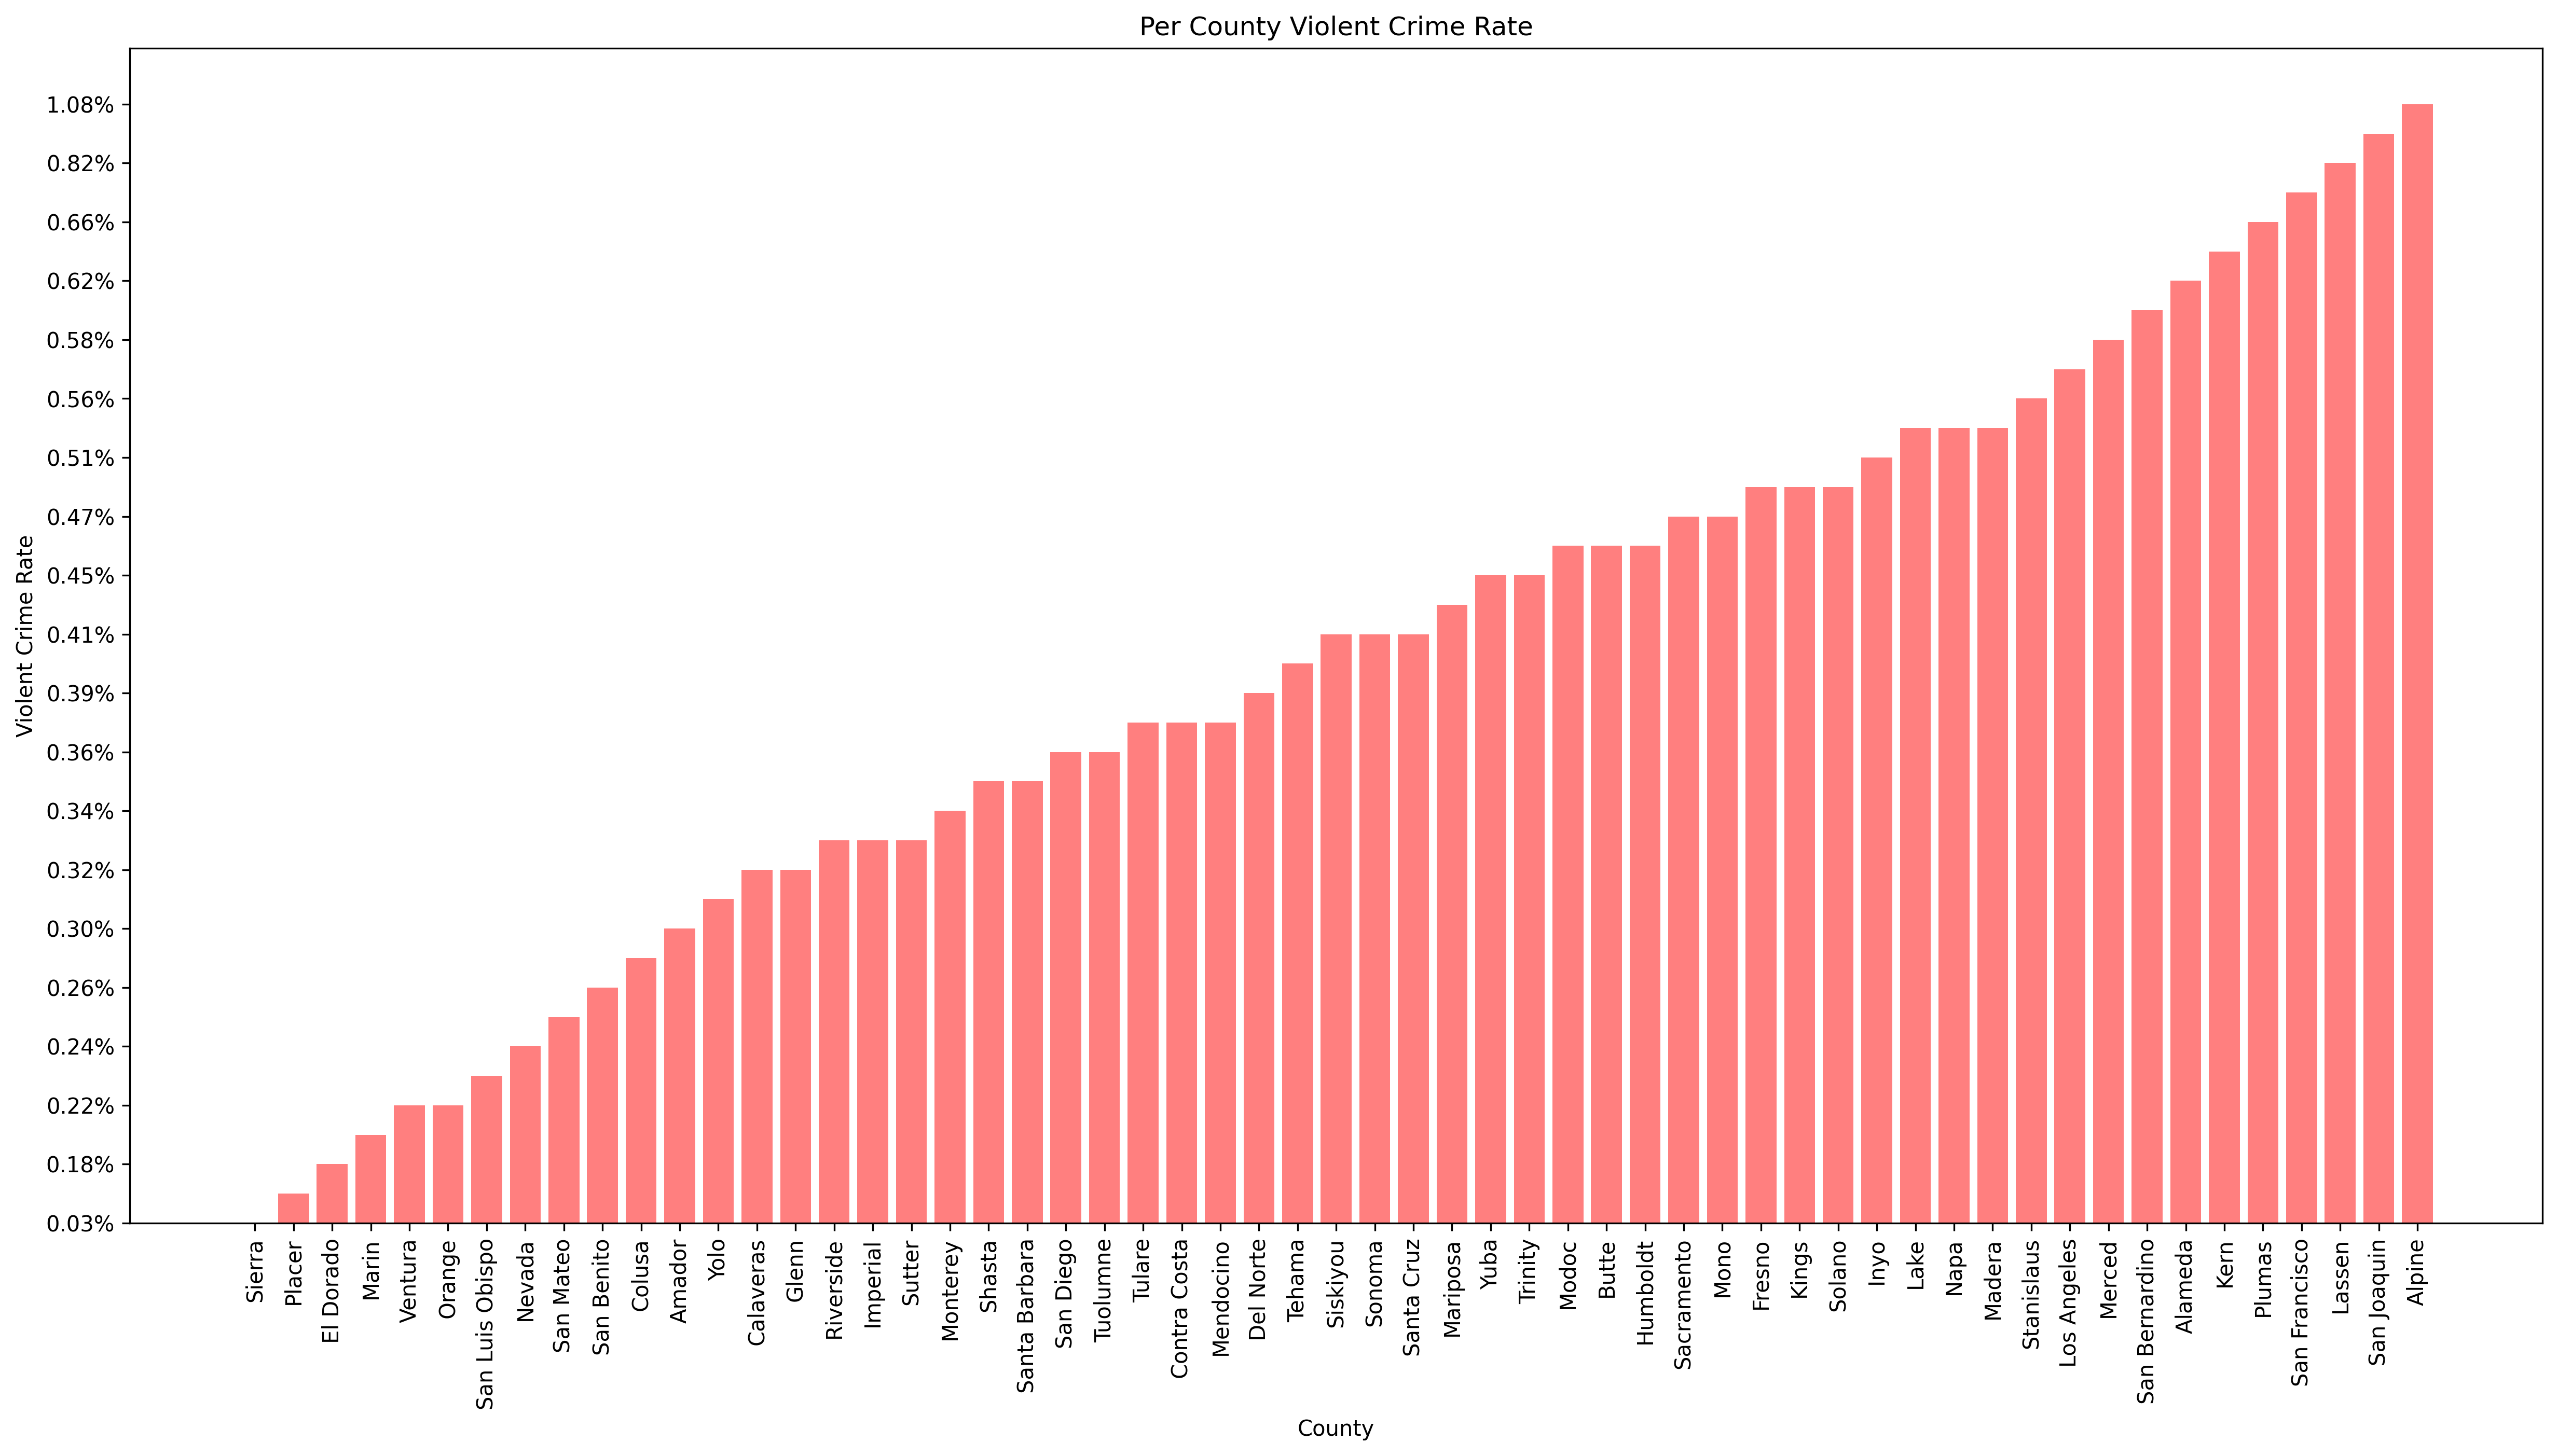 Per County Violent Crime Rate
1.08%
0.82%
0.66%
0.62%
0.58%
0.56%
0.51%
0.47%
0.45%
0.41%
0.39%
0.36%
0.34%
0.32%
0.30%
0.26%
0.24%
0.22%
0.18%
0.03%
Violent Crime Rate
Sierra
Placer
El Dorado
Marin
Ventura
Orange
San Luis Obispo
Nevada
San Mateo
San Benito
Colusa
Amador
Yolo
Calaveras
Glenn
Riverside
Imperial
Sutter
Monterey
Shasta
Santa Barbara
San Diego
Tuolumne
Tulare
Contra Costa
Mendocino
Del Norte
Tehama
Siskiyou
Sonoma
Santa Cruz
Mariposa
Yuba
Trinity
Modoc
Butte
Humboldt
Sacramento
Mono
Fresno
Kings
Solano
Inyo
Lake
Napa
Madera
Stanislaus
Los Angeles
Merced
San Bernardino
Alameda
Kern
Plumas
San Francisco
Lassen
San Joaquin
Alpine
County